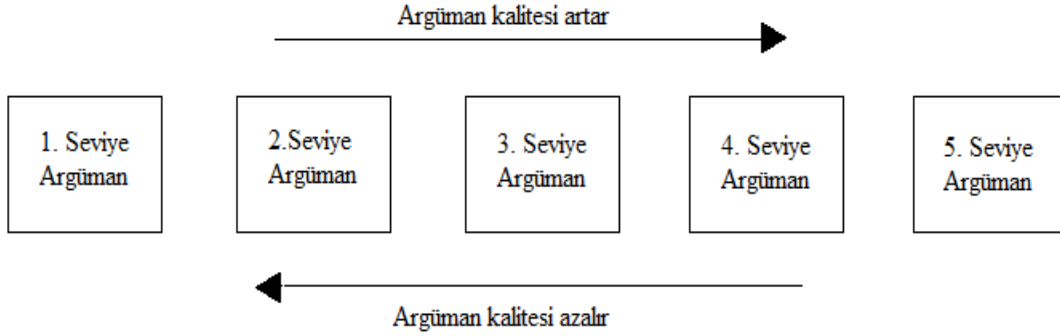 Argüman kalitesi artar
1. Seviye
Argüman
2.Seviye
Argüman
3. Seviye
Argüman
4. Seviye
Argüman
5. Seviye
Argüman
Argüman kalitesi azalır